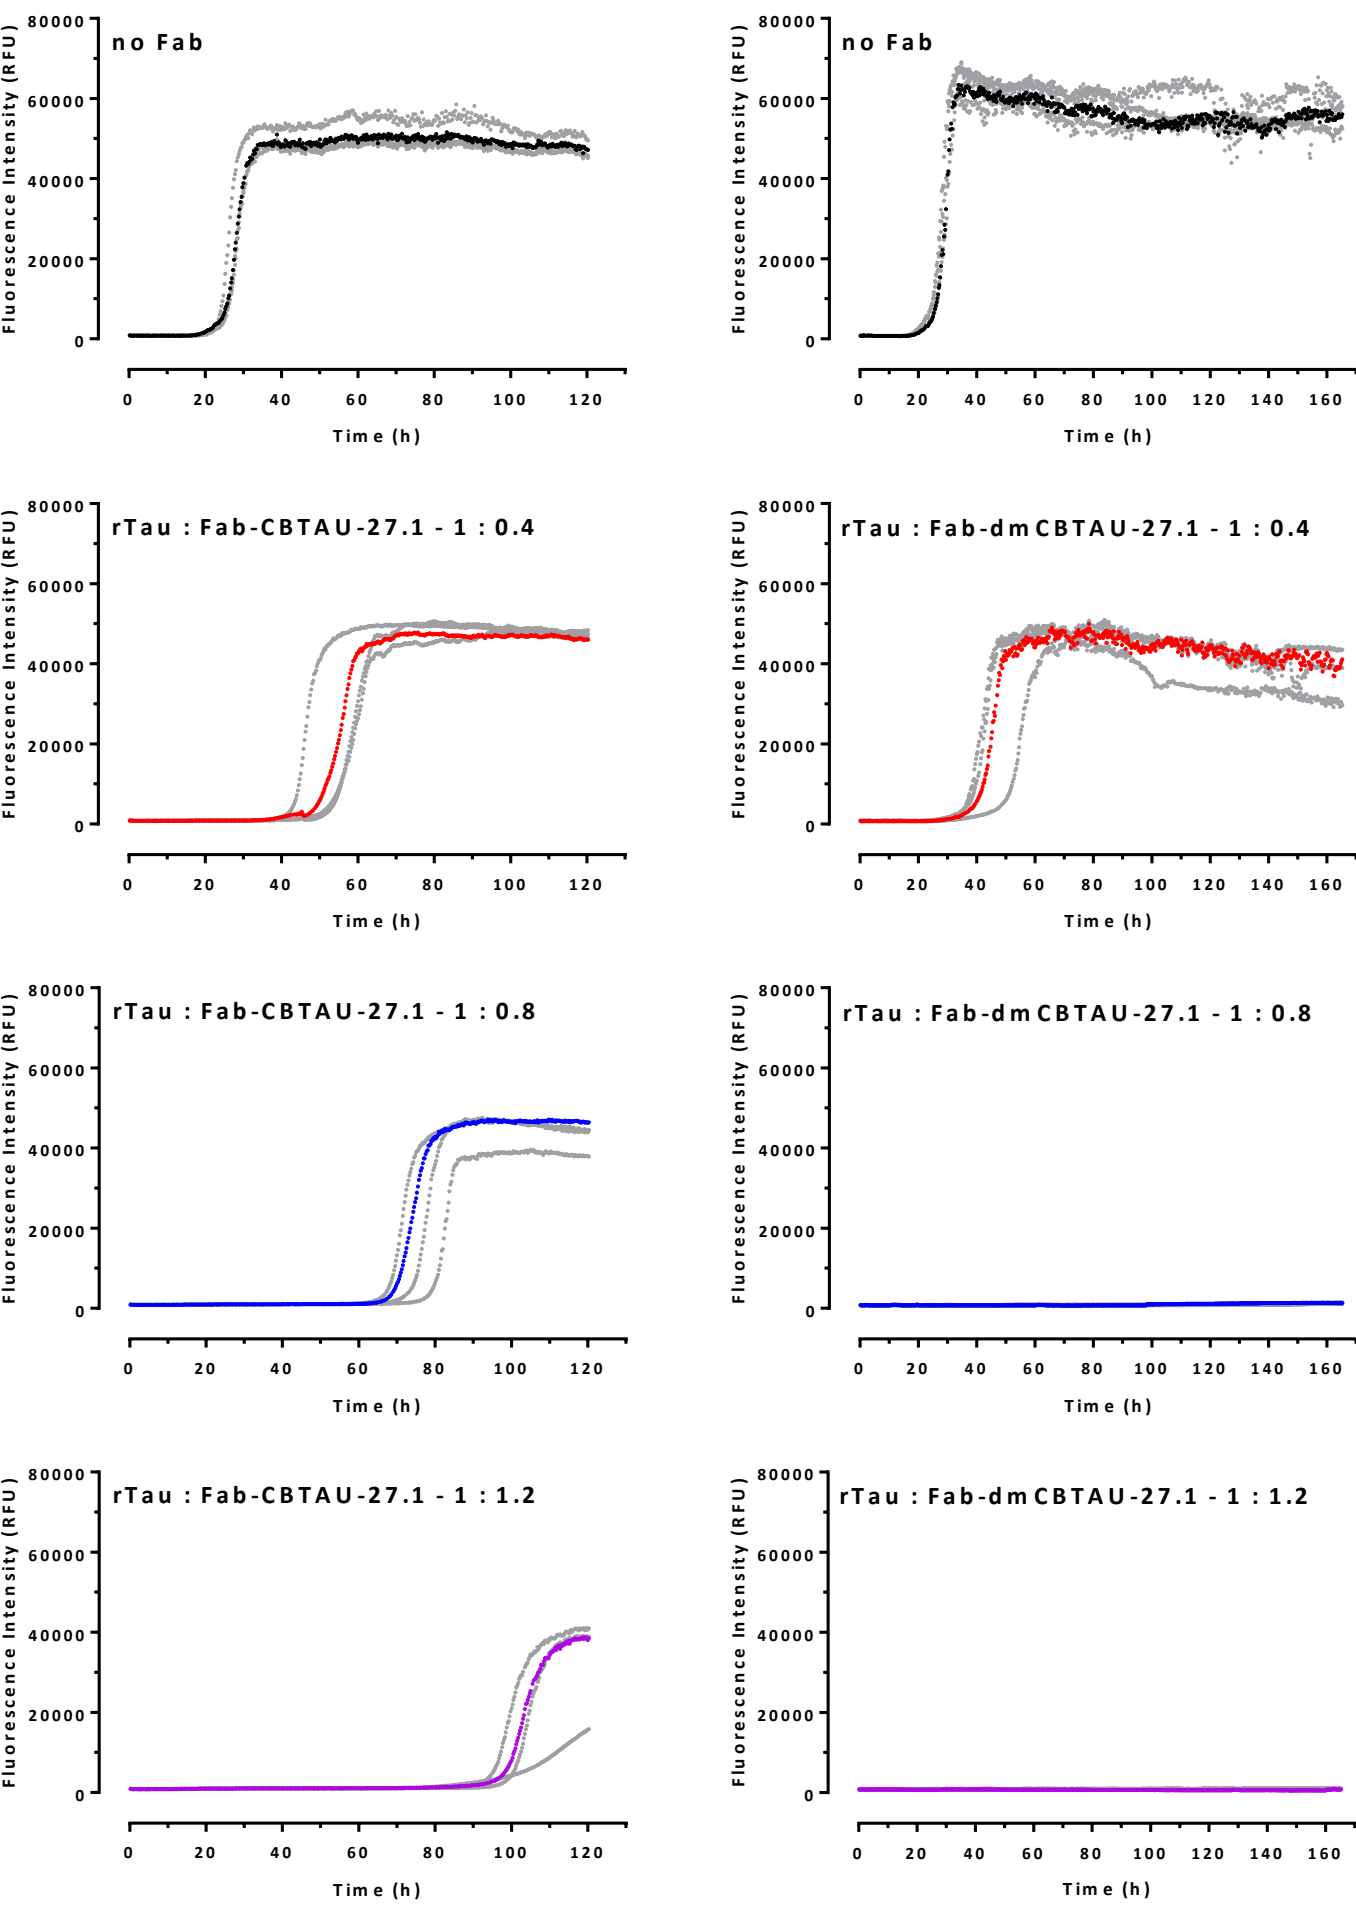 no Fab
Fluorescence Intensity (RFU)
80000
60000
40000
20000
0
0 20 40 60 80 100 120
Time (h)
no Fab
Fluorescence Intensity (RFU)
80000
60000
40000
20000
0
0 20 40 60 80 100 120 140 160
Time (h)
rTau : Fab-CBTAU-27.1 - 1 : 0.4
Fluorescence Intensity (RFU)
80000
60000
40000
20000
0
0 20 40 60 80 100 120
Time (h)
rTau : Fab-dmCBTAU-27.1 - 1 : 0.4
Fluorescence Intensity (RFU)
80000
60000
40000
20000
0
0 20 40 60 80 100 120 140 160
Time (h)
rTau : Fab-CBTAU-27.1 - 1 : 0.8
Fluorescence Intensity (RFU)
80000
60000
40000
20000
0
0 20 40 60 80 100 120
Time (h)
rTau : Fab-dmCBTAU-27.1 - 1 : 0.8
Fluorescence Intensity (RFU)
80000
60000
40000
20000
0
0 20 40 60 80 100 120 140 160
Time (h)
rTau : Fab-CBTAU-27.1 - 1 : 1.2
Fluorescence Intensity (RFU)
80000
60000
40000
20000
0
0 20 40 60 80 100 120
Time (h)
rTau : Fab-dmCBTAU-27.1 - 1 : 1.2
Fluorescence Intensity (RFU)
80000
60000
40000
20000
0
0 20 40 60 80 100 120 140 160
Time (h)